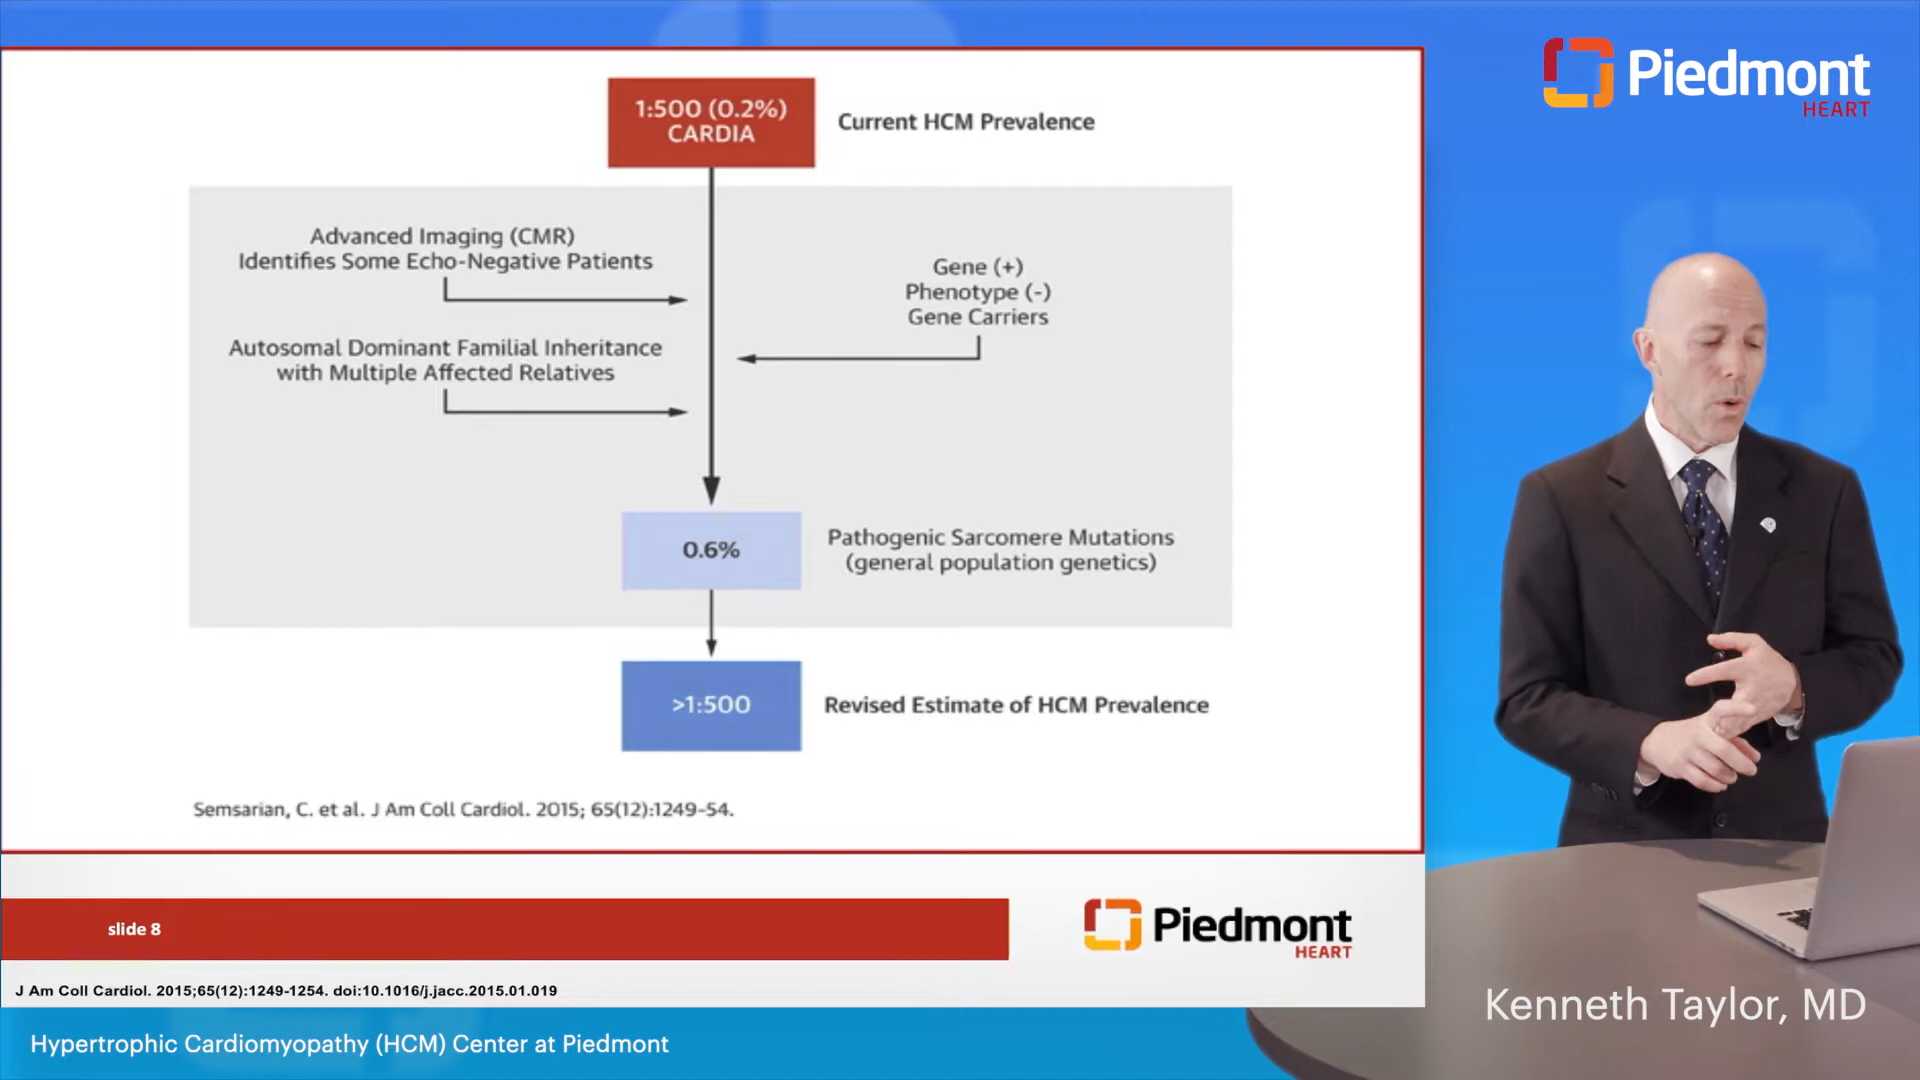 Piedmont
HEART
1:500 (0.2%)
CARDIA
Current HCM Prevalence
Advanced Imaging (CMR)
Identifies Some Echo-Negative Patients
Gene (+)
Phenotype (-)
Gene Carriers
Autosomal Dominant Familial Inheritance
with Multiple Affected Relatives
0.6%
Pathogenic Sarcomere Mutations
(general population genetics)
>1:500
Revised Estimate of HCM Prevalence
Semsarian, C. et al. J Am Coll Cardiol. 2015; 65(12):1249-54.
slide 8
Piedmont
HEART
J Am Coll Cardiol. 2015;65(12):1249-1254. doi:10.1016/j.jacc.2015.01.019
Kenneth Taylor, MD
Hypertrophic Cardiomyopathy (HCM) Center at Piedmont